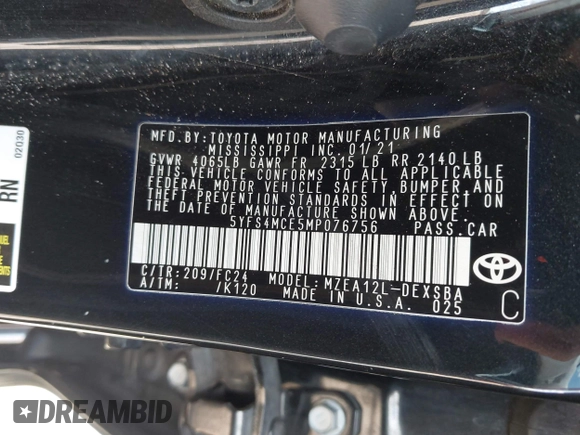 MFD.BY:TOYOTA MOTOR MANUFACTURING
MISSISSIPPI INC. 01/21
GVWR 4065LB GAWR FR 2315 LB RR 2140 LB
THIS VEHICLE CONFORMS TO ALL APPLICABLE
FEDERAL MOTOR VEHICLE SAFETY, BUMPER, AND
THEFT PREVENTION STANDARDS IN EFFECT ON
THE DATE OF MANUFACTURE SHOWN ABOVE.
5YFS4MCE5MP076756 PASS.CAR
C/TR:209/FC24 MODEL:MZEA12L-DEXSBA
A/TM: /K120 MADE IN U.S.A. 025
TOYOTA
C
02030
RN
DREAMBID